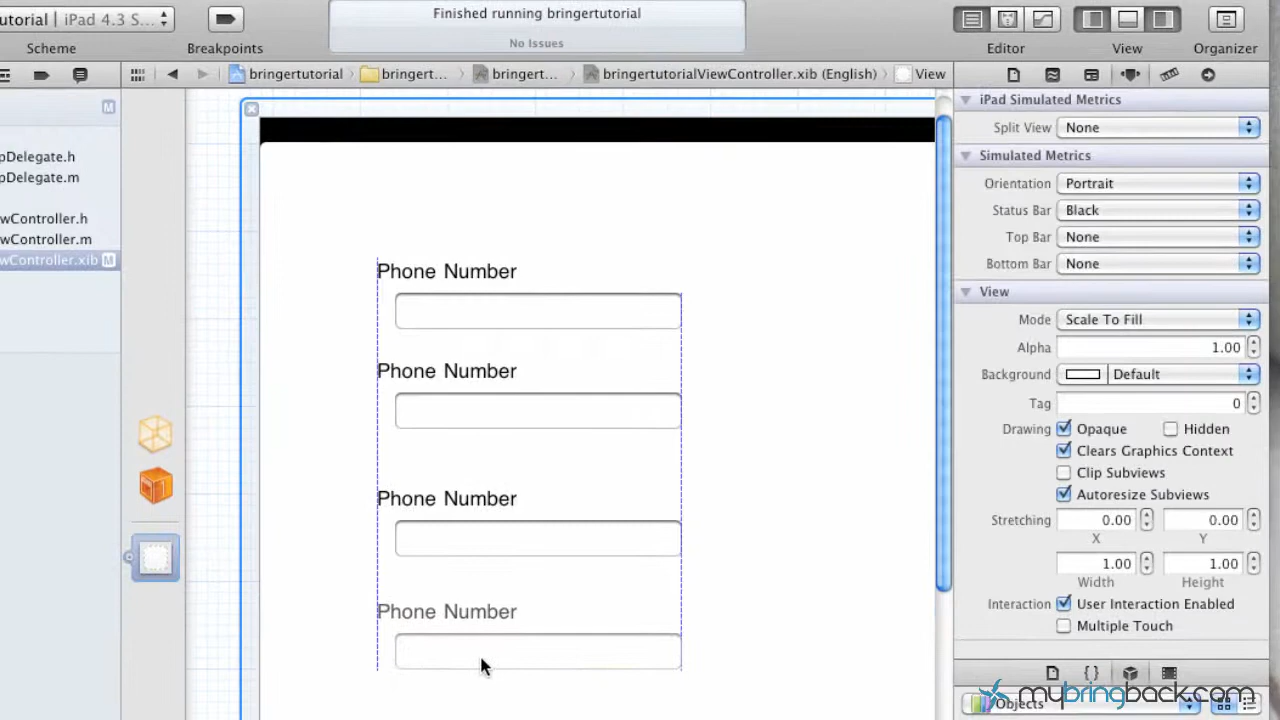 utorial | iPad 4.3 S...
Finished running bringertutorial
No Issues
Scheme
Breakpoints
Editor
View
Organizer
bringertutorial
bringert...
bringert...
bringertutorialViewController.xib (English)
View
M
pDelegate.h
pDelegate.m
wController.h
wController.m
wController.xib M
Phone Number
Phone Number
Phone Number
Phone Number
iPad Simulated Metrics
Split View None
Simulated Metrics
Orientation Portrait
Status Bar Black
Top Bar None
Bottom Bar None
View
Mode Scale To Fill
Alpha 1.00
Background Default
Tag 0
Drawing Opaque Hidden
Clears Graphics Context
Clip Subviews
Autoresize Subviews
Stretching 0.00 0.00
X Y
1.00 1.00
Width Height
Interaction User Interaction Enabled
Multiple Touch
{ }
Objects
mybringback.com